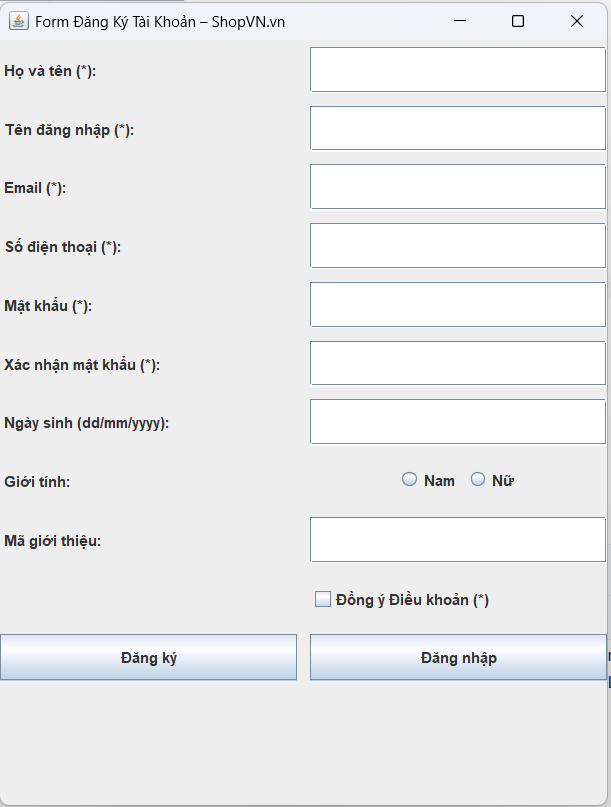 Form Đăng Ký Tài Khoản – ShopVN.vn
Họ và tên (*):
Tên đăng nhập (*):
Email (*):
Số điện thoại (*):
Mật khẩu (*):
Xác nhận mật khẩu (*):
Ngày sinh (dd/mm/yyyy):
Giới tính: Nam Nữ
Mã giới thiệu:
Đồng ý Điều khoản (*)
Đăng ký Đăng nhập